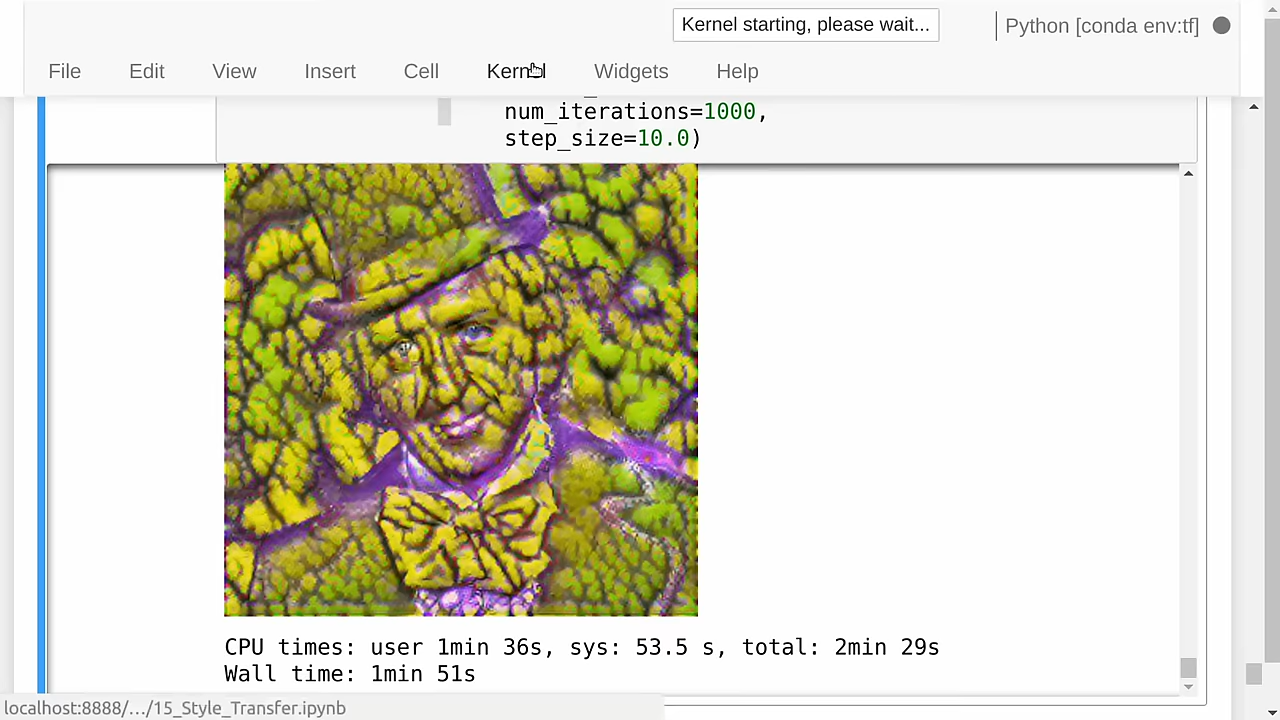 Kernel starting, please wait...
Python [conda env:tf]
File Edit View Insert Cell Kernel Widgets Help
num_iterations=1000,
step_size=10.0)
CPU times: user 1min 36s, sys: 53.5 s, total: 2min 29s
Wall time: 1min 51s
localhost:8888/.../15_Style_Transfer.ipynb